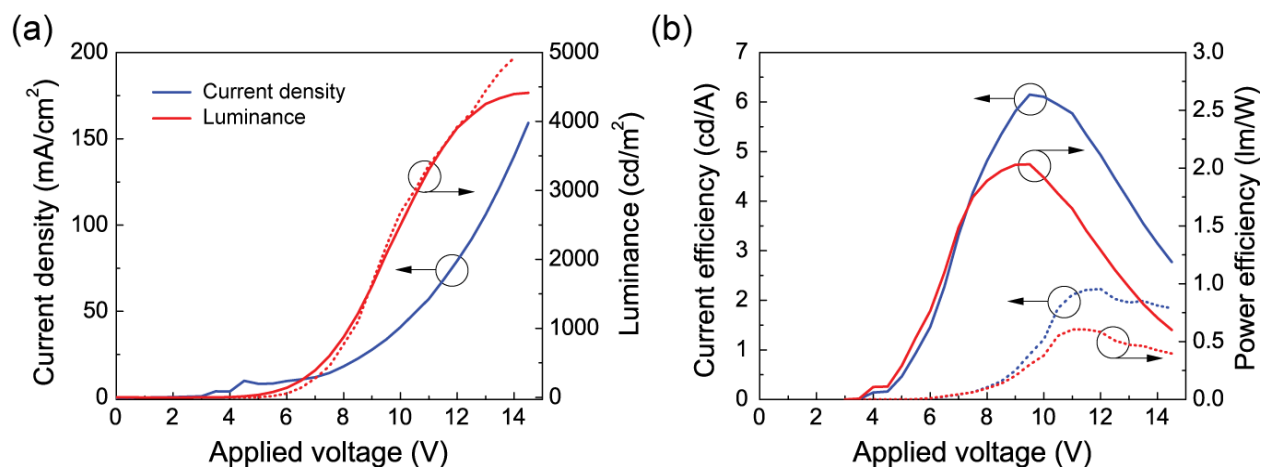 (a)
200
150
100
50
0
Current density (mA/cm²)
5000
4000
3000
2000
1000
0
Luminance (cd/m²)
Current density
Luminance
0 2 4 6 8 10 12 14
Applied voltage (V)
(b)
7
6
5
4
3
2
1
0
Current efficiency (cd/A)
3.0
2.5
2.0
1.5
1.0
0.5
0.0
Power efficiency (lm/W)
0 2 4 6 8 10 12 14
Applied voltage (V)